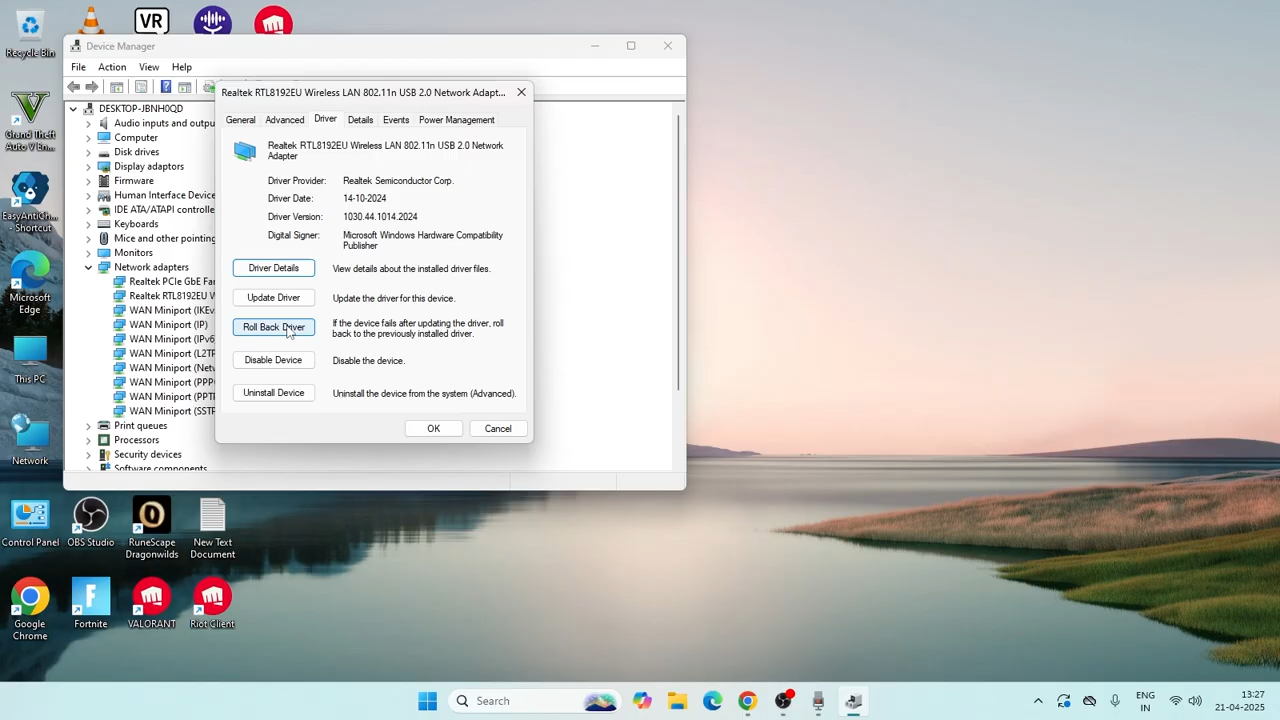 Recycle Bin
VR
Device Manager
File Action View Help
Realtek RTL8192EU Wireless LAN 802.11n USB 2.0 Network Adapt...
General Advanced Driver Details Events Power Management
Realtek RTL8192EU Wireless LAN 802.11n USB 2.0 Network
Adapter
Driver Provider: Realtek Semiconductor Corp.
Driver Date: 14-10-2024
Driver Version: 1030.44.1014.2024
Digital Signer: Microsoft Windows Hardware Compatibility
Publisher
Driver Details View details about the installed driver files.
Update Driver Update the driver for this device.
Roll Back Driver If the device fails after updating the driver, roll
back to the previously installed driver.
Disable Device Disable the device.
Uninstall Device Uninstall the device from the system (Advanced).
OK Cancel
DESKTOP-JBNH0QD
Audio inputs and outpu
Computer
Disk drives
Display adaptors
Firmware
Human Interface Device
IDE ATA/ATAPI controlle
Keyboards
Mice and other pointing
Monitors
Network adapters
Realtek PCIe GbE Fa
Realtek RTL8192EU W
WAN Miniport (IKEv
WAN Miniport (IP)
WAN Miniport (IPv6
WAN Miniport (L2TP
WAN Miniport (Netw
WAN Miniport (PPPO
WAN Miniport (PPTP
WAN Miniport (SSTP
Print queues
Processors
Security devices
Software components
Grand Theft
Auto V En...
EasyAntiCh...
- Shortcut
Microsoft
Edge
This PC
Network
Control Panel
OBS Studio
RuneScape
Dragonwilds
New Text
Document
Google
Chrome
Fortnite
VALORANT
Riot Client
Search
ENG
IN
13:27
21-04-2025